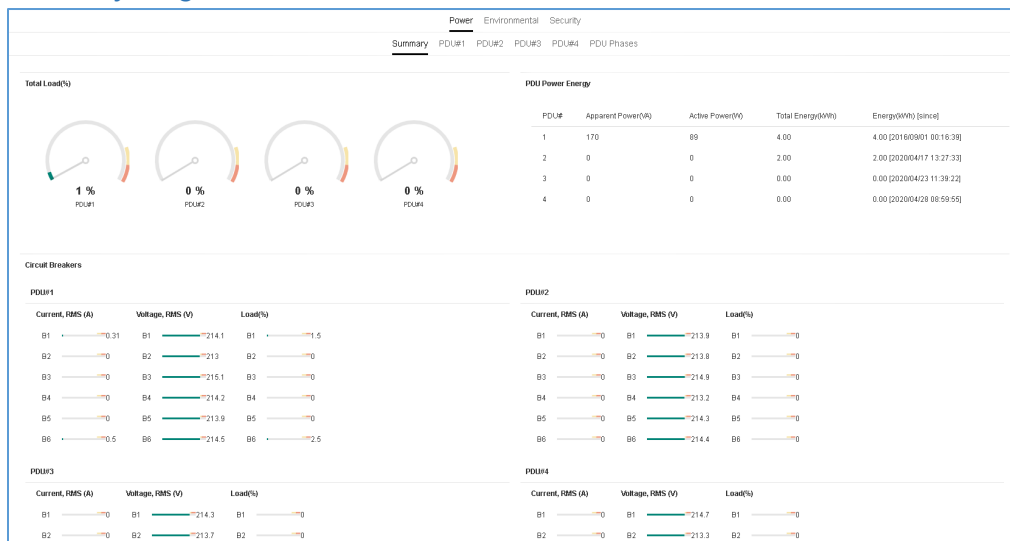 Power Environmental Security
Summary PDU#1 PDU#2 PDU#3 PDU#4 PDU Phases
Total Load(%)
1 % 0 % 0 % 0 %
PDU#1 PDU#2 PDU#3 PDU#4
PDU Power Energy
PDU# Apparent Power(VA) Active Power(W) Total Energy(kWh) Energy(kWh) [since]
1 170 89 4.00 4.00 [2016/09/01 00:16:39]
2 0 0 2.00 2.00 [2020/04/17 13:27:33]
3 0 0 0.00 0.00 [2020/04/23 11:39:22]
4 0 0 0.00 0.00 [2020/04/28 08:59:55]
Circuit Breakers
PDU#1
Current, RMS (A) Voltage, RMS (V) Load(%)
B1 0.31 B1 214.1 B1 1.5
B2 0 B2 213 B2 0
B3 0 B3 215.1 B3 0
B4 0 B4 214.2 B4 0
B5 0 B5 213.9 B5 0
B6 0.5 B6 214.5 B6 2.5
PDU#2
Current, RMS (A) Voltage, RMS (V) Load(%)
B1 0 B1 213.9 B1 0
B2 0 B2 213.8 B2 0
B3 0 B3 214.9 B3 0
B4 0 B4 213.2 B4 0
B5 0 B5 214.3 B5 0
B6 0 B6 214.4 B6 0
PDU#3
Current, RMS (A) Voltage, RMS (V) Load(%)
B1 0 B1 214.3 B1 0
B2 0 B2 213.7 B2 0
PDU#4
Current, RMS (A) Voltage, RMS (V) Load(%)
B1 0 B1 214.7 B1 0
B2 0 B2 213.3 B2 0